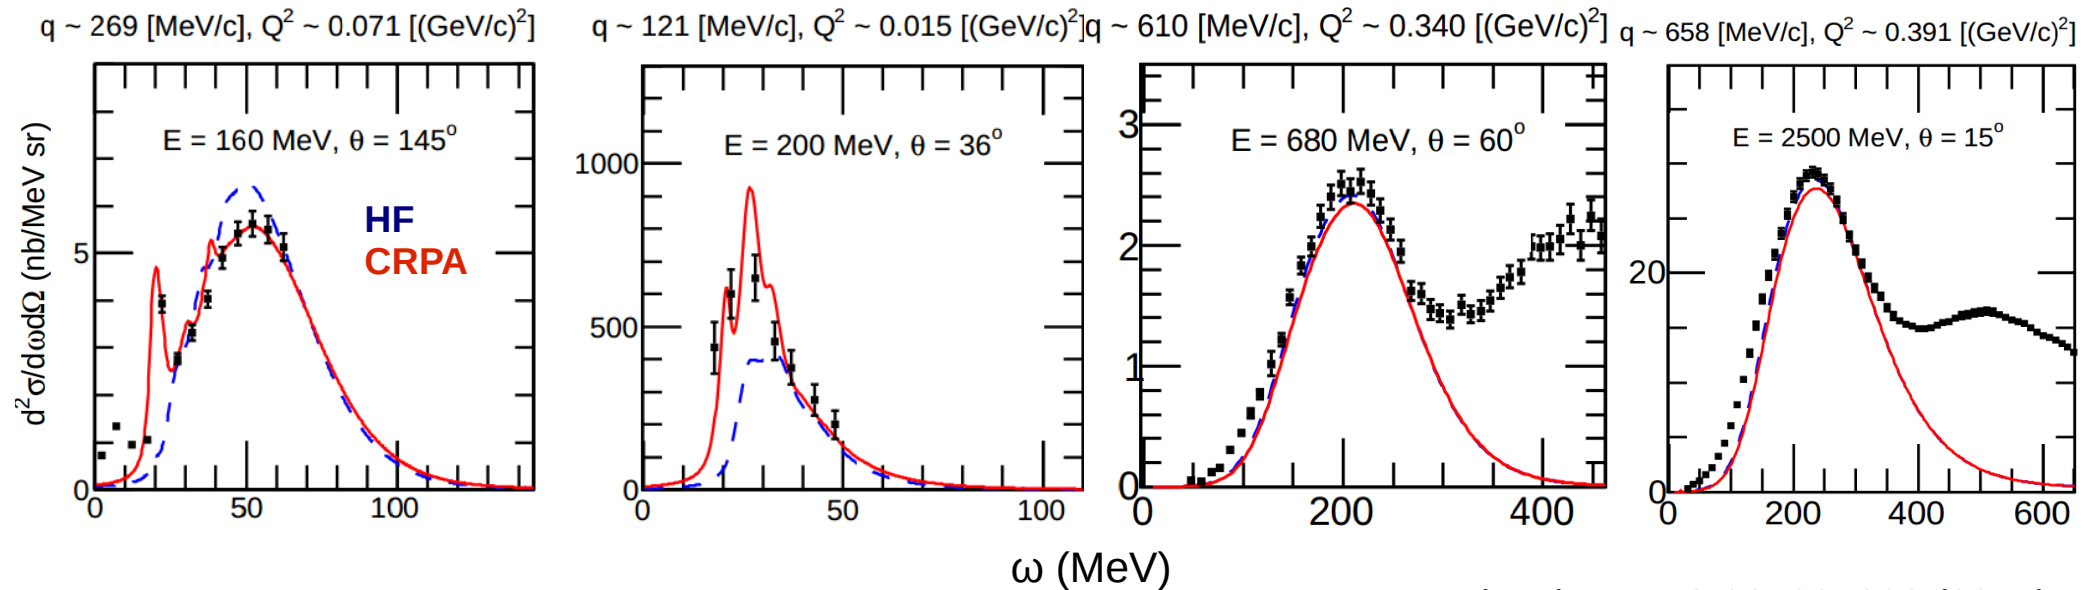 q ~ 269 [MeV/c], Q² ~ 0.071 [(GeV/c)²]
E = 160 MeV, θ = 145°
HF
CRPA
d²σ/dωdΩ (nb/MeV sr)
5
0
0 50 100
q ~ 121 [MeV/c], Q² ~ 0.015 [(GeV/c)²]
E = 200 MeV, θ = 36°
1000
500
0
0 50 100
q ~ 610 [MeV/c], Q² ~ 0.340 [(GeV/c)²]
E = 680 MeV, θ = 60°
3
2
1
0
0 200 400
q ~ 658 [MeV/c], Q² ~ 0.391 [(GeV/c)²]
E = 2500 MeV, θ = 15°
20
0
0 200 400 600
ω (MeV)